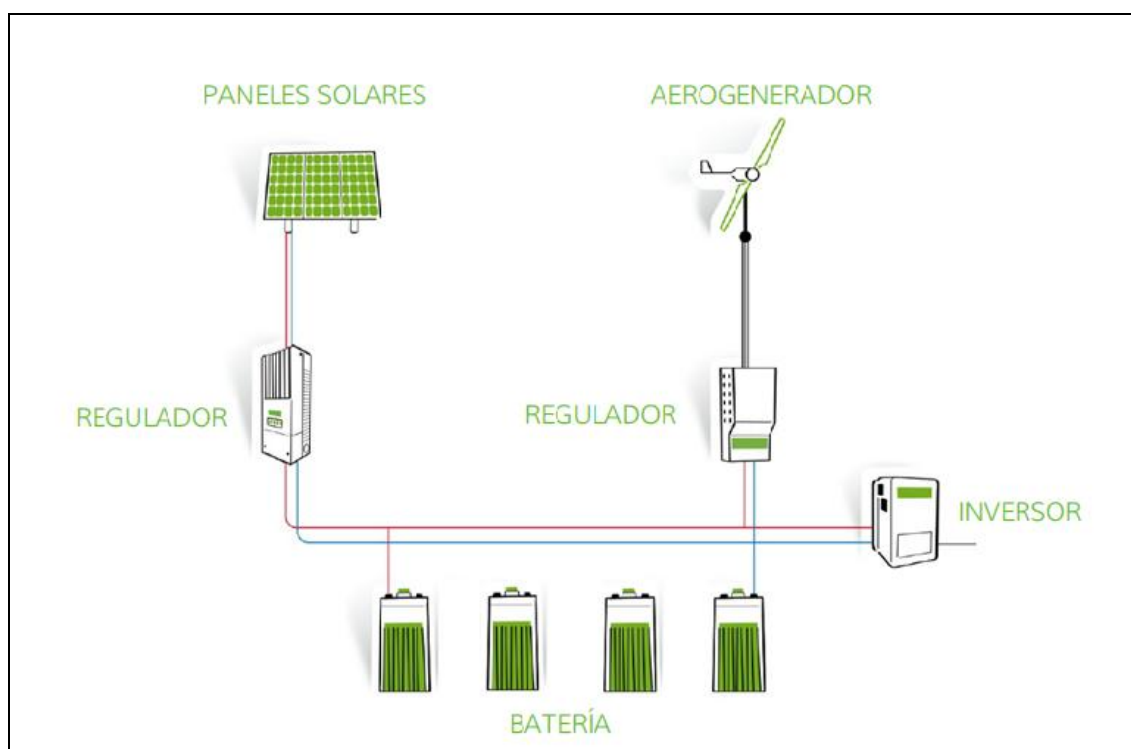 PANELES SOLARES
AEROGENERADOR
REGULADOR
REGULADOR
INVERSOR
BATERÍA